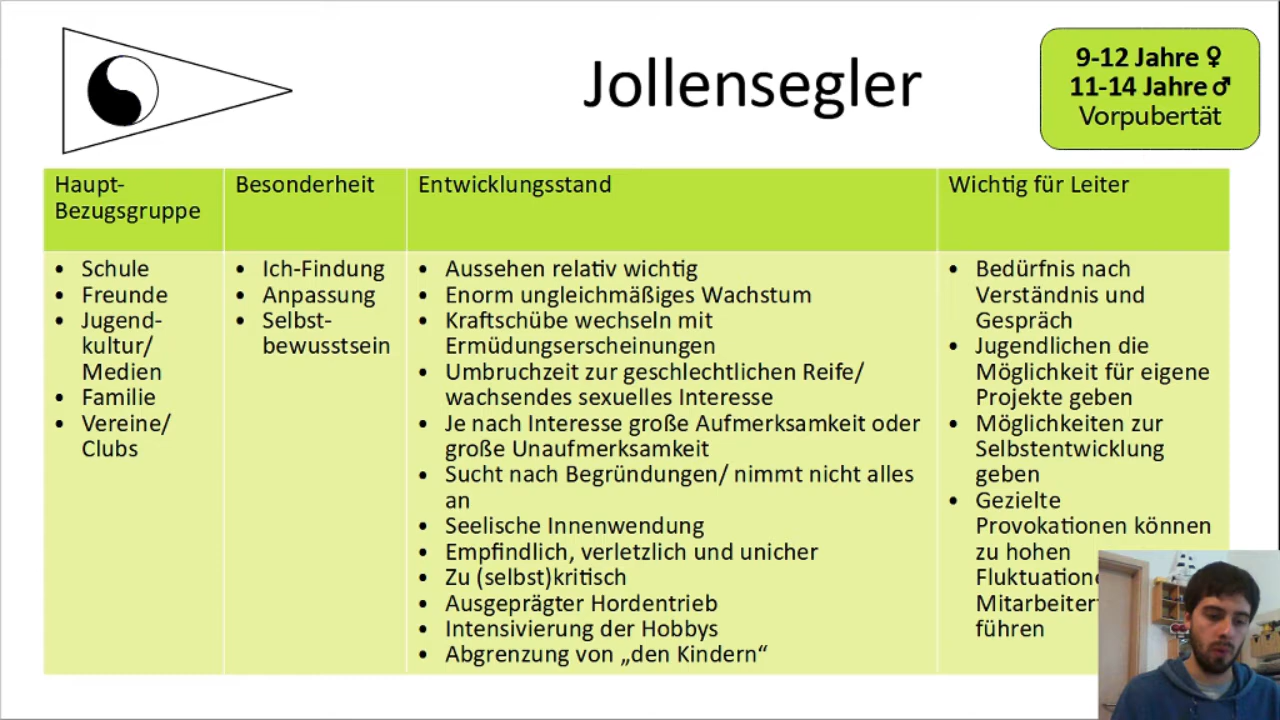 Jollensegler
9-12 Jahre ♀
11-14 Jahre ♂
Vorpubertät
Haupt-
Bezugsgruppe
Besonderheit
Entwicklungsstand
Wichtig für Leiter
• Schule
• Freunde
• Jugend-
kultur/
Medien
• Familie
• Vereine/
Clubs
• Ich-Findung
• Anpassung
• Selbst-
bewusstsein
• Aussehen relativ wichtig
• Enorm ungleichmäßiges Wachstum
• Kraftschübe wechseln mit
Ermüdungserscheinungen
• Umbruchzeit zur geschlechtlichen Reife/
wachsendes sexuelles Interesse
• Je nach Interesse große Aufmerksamkeit oder
große Unaufmerksamkeit
• Sucht nach Begründungen/ nimmt nicht alles
an
• Seelische Innenwendung
• Empfindlich, verletzlich und unicher
• Zu (selbst)kritisch
• Ausgeprägter Hordentrieb
• Intensivierung der Hobbys
• Abgrenzung von „den Kindern“
• Bedürfnis nach
Verständnis und
Gespräch
• Jugendlichen die
Möglichkeit für eigene
Projekte geben
• Möglichkeiten zur
Selbstentwicklung
geben
• Gezielte
Provokationen können
zu hohen
führen